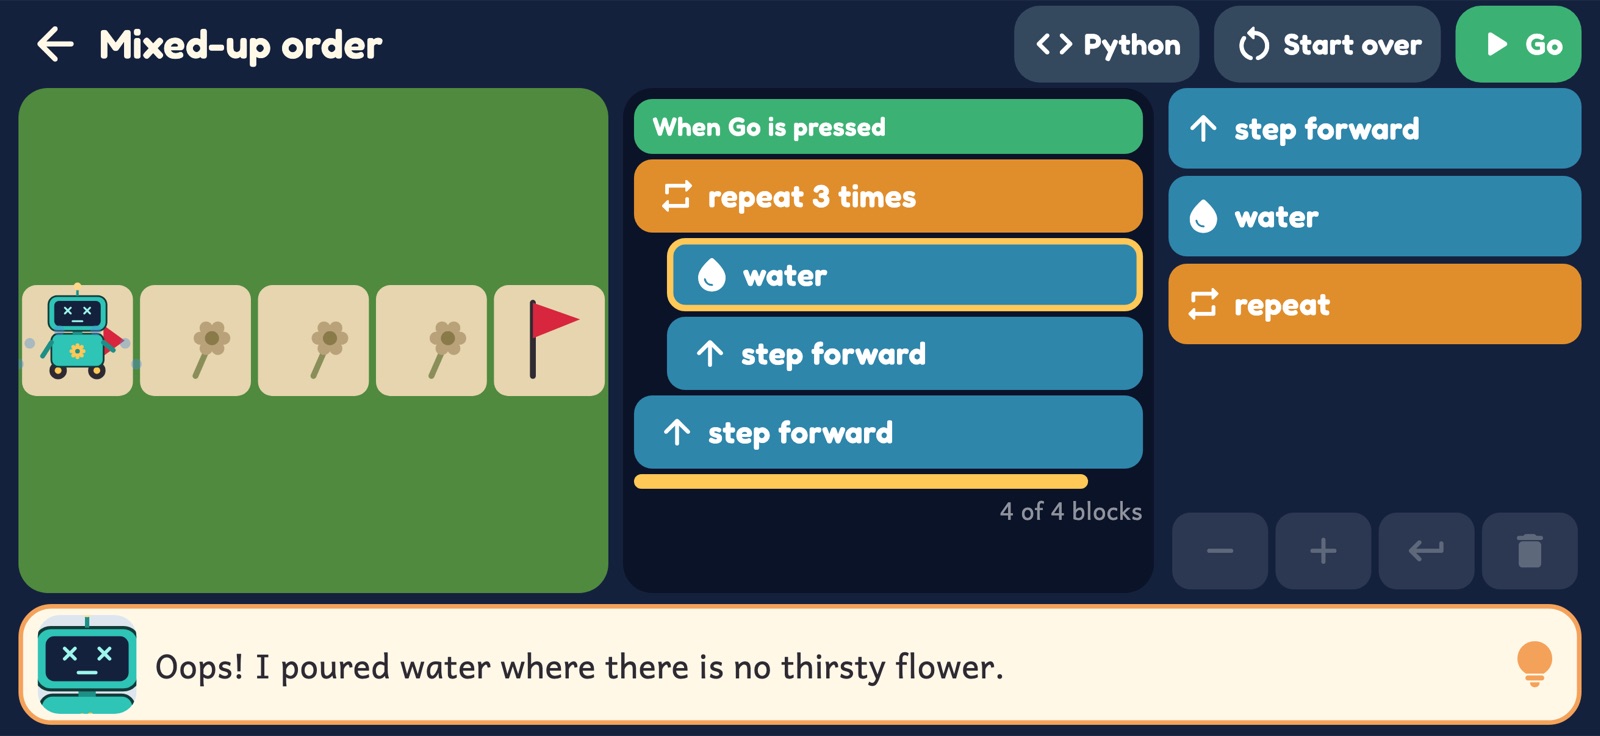 Mixed-up order
Python
Start over
Go
When Go is pressed
repeat 3 times
water
step forward
step forward
4 of 4 blocks
step forward
water
repeat
Oops! I poured water where there is no thirsty flower.